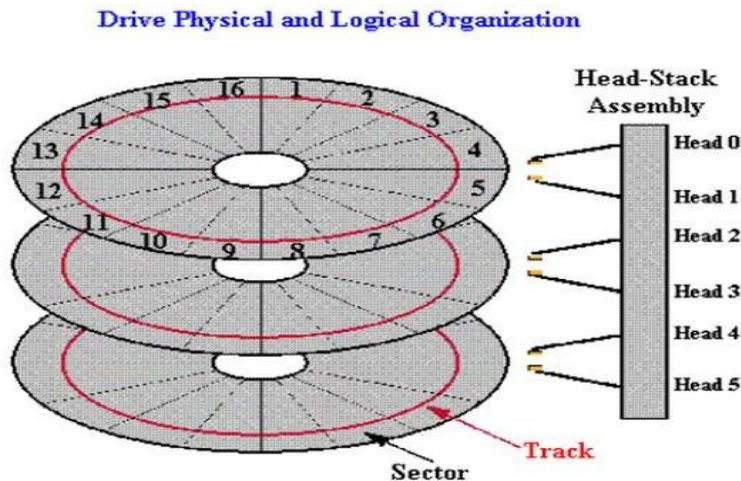 Drive Physical and Logical Organization
Head-Stack
Assembly
16 1
15 2
14 3
13 4
12 5
11 6
10 7
9 8
Head 0
Head 1
Head 2
Head 3
Head 4
Head 5
Track
Sector